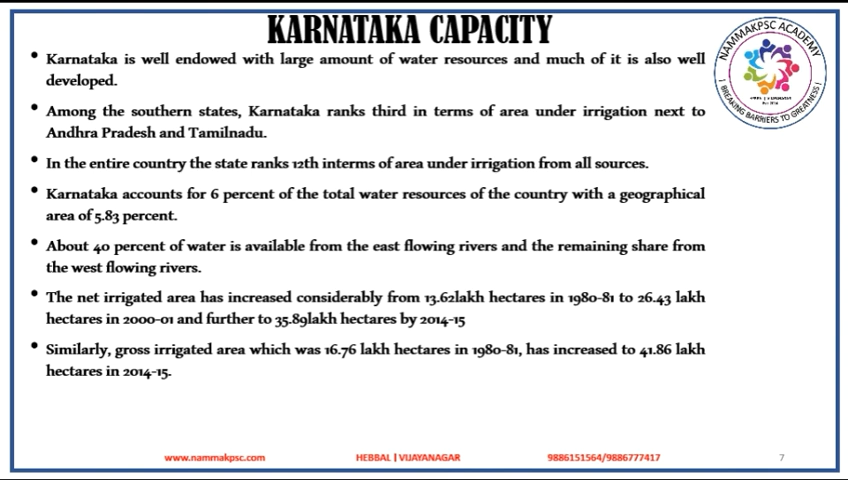 KARNATAKA CAPACITY
• Karnataka is well endowed with large amount of water resources and much of it is also well
developed.
• Among the southern states, Karnataka ranks third in terms of area under irrigation next to
Andhra Pradesh and Tamilnadu.
• In the entire country the state ranks 12th interms of area under irrigation from all sources.
• Karnataka accounts for 6 percent of the total water resources of the country with a geographical
area of 5.83 percent.
• About 40 percent of water is available from the east flowing rivers and the remaining share from
the west flowing rivers.
• The net irrigated area has increased considerably from 13.62lakh hectares in 1980-81 to 26.43 lakh
hectares in 2000-01 and further to 35.89lakh hectares by 2014-15
• Similarly, gross irrigated area which was 16.76 lakh hectares in 1980-81, has increased to 41.86 lakh
hectares in 2014-15.
NAMMAKPSC ACADEMY
! BREAKING BARRIERS TO GREATNESS !
www.nammakpsc.com HEBBAL | VIJAYANAGAR 9886151564/9886777417 7